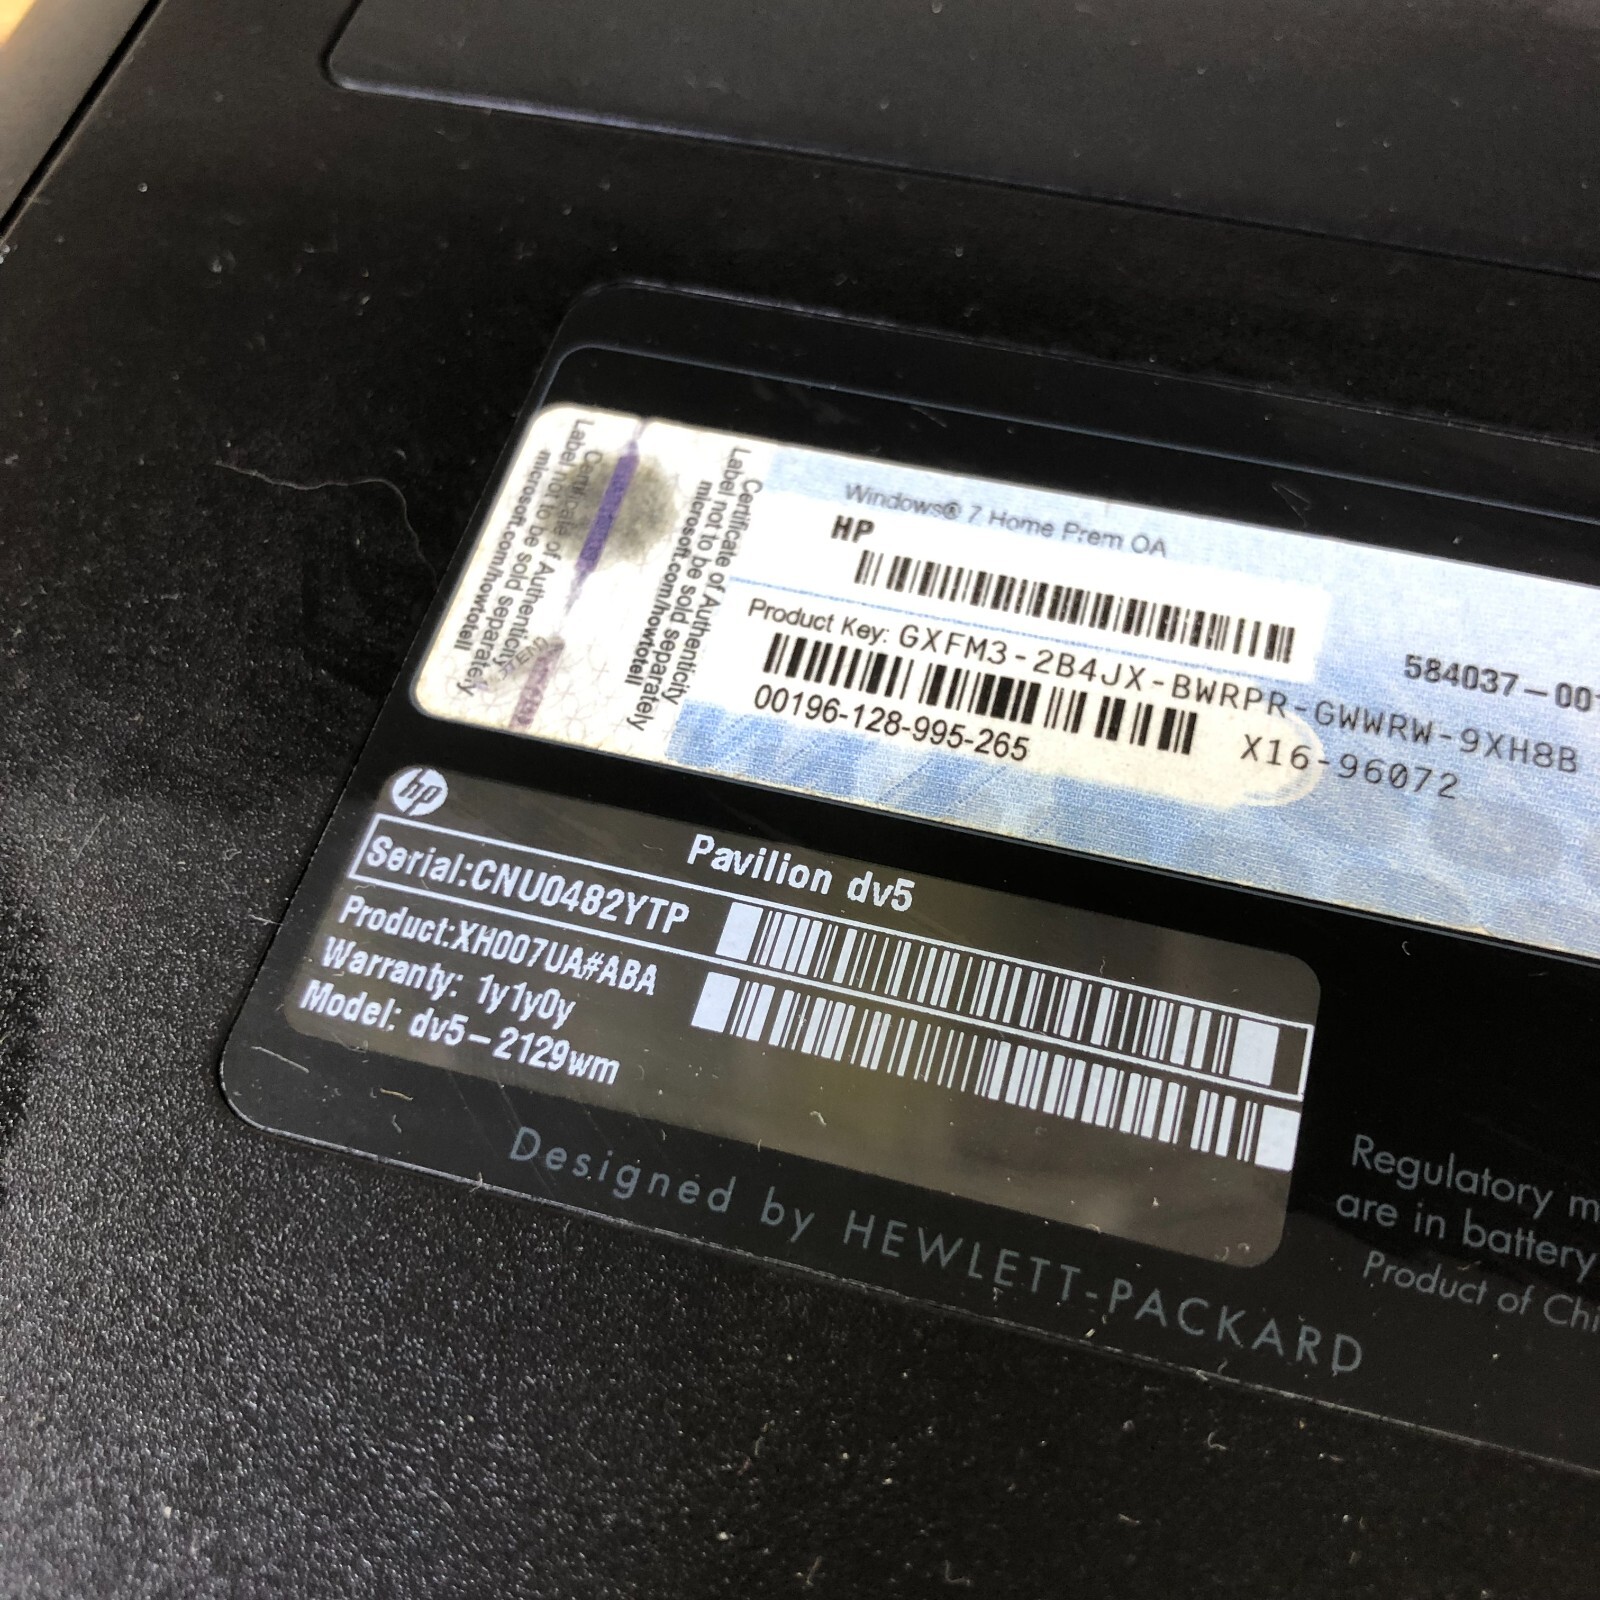 Label not to be sold separately
Certificate of Authenticity
microsoft.com/howtotell
Certificate of Authenticity
Label not to be sold separately
microsoft.com/howtotell
Windows® 7 Home Prem OA
HP
Product Key: GXFM3-2B4JX-BWRPR-GWWRW-9XH8B
584037-00
00196-128-995-265
X16-96072
hp
Pavilion dv5
Serial:CNU0482YTP
Product:XH007UA#ABA
Warranty: 1y1y0y
Model: dv5-2129wm
Designed by HEWLETT-PACKARD
Regulatory m
are in battery
Product of Chi